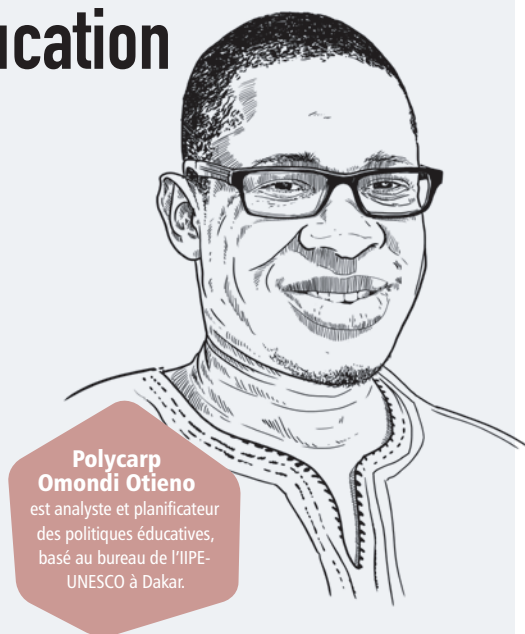 ucation
Polycarp
Omondi Otieno
est analyste et planificateur
des politiques éducatives,
basé au bureau de l'IIPE-
UNESCO à Dakar.